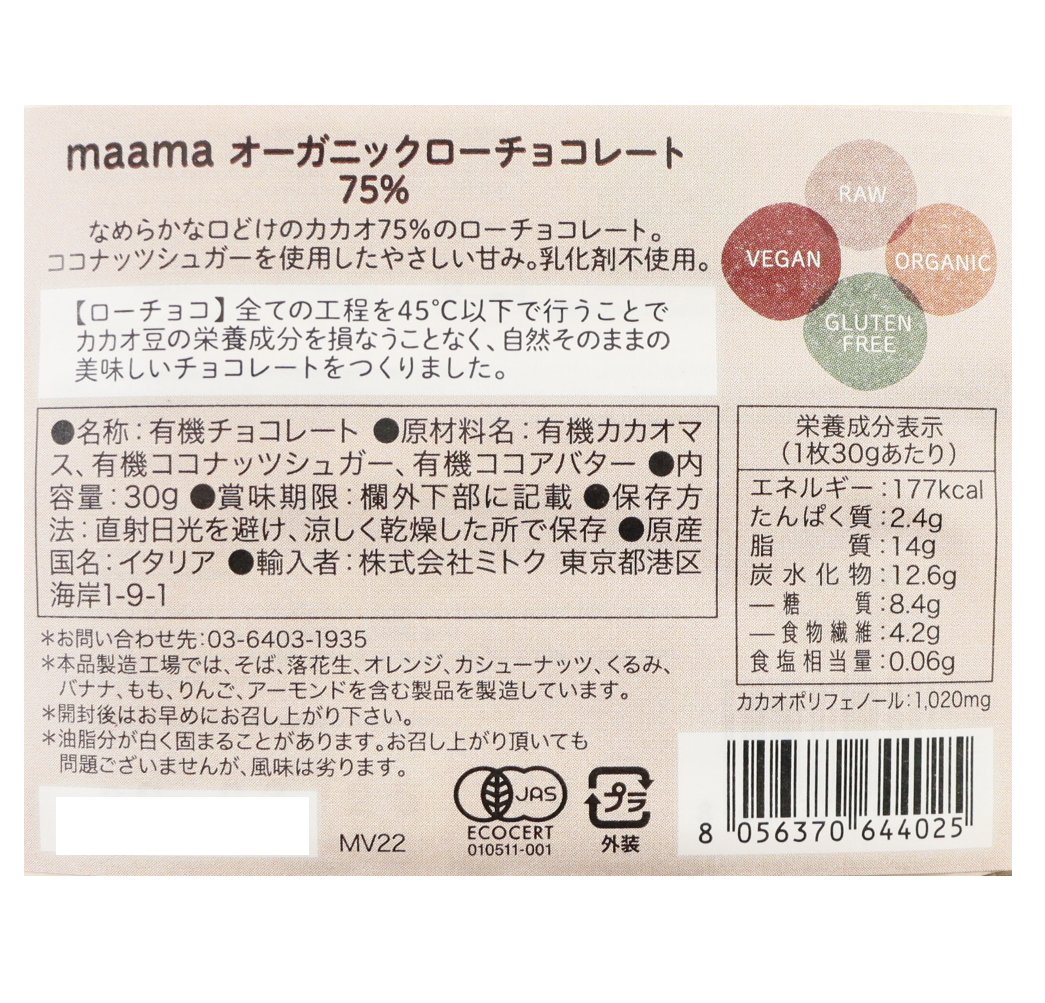 maama オーガニックローチョコレート
75%
なめらかな口どけのカカオ75%のローチョコレート。
ココナッツシュガーを使用したやさしい甘み。乳化剤不使用。
【ローチョコ】全ての工程を45℃以下で行うことで
カカオ豆の栄養成分を損なうことなく、自然そのままの
美味しいチョコレートをつくりました。
RAW
VEGAN
ORGANIC
GLUTEN
FREE
●名称：有機チョコレート ●原材料名：有機カカオマ
ス、有機ココナッツシュガー、有機ココアバター ●内
容量：30g ●賞味期限：欄外下部に記載 ●保存方
法：直射日光を避け、涼しく乾燥した所で保存 ●原産
国名：イタリア ●輸入者：株式会社ミトク 東京都港区
海岸1-9-1
栄養成分表示
（1枚30gあたり）
エネルギー：177kcal
たんぱく質：2.4g
脂　　質：14g
炭水化物：12.6g
―糖　　質：8.4g
―食物繊維：4.2g
食塩相当量：0.06g
カカオポリフェノール：1,020mg
＊お問い合わせ先：03-6403-1935
＊本品製造工場では、そば、落花生、オレンジ、カシューナッツ、くるみ、
バナナ、もも、りんご、アーモンドを含む製品を製造しています。
＊開封後はお早めにお召し上がり下さい。
＊油脂分が白く固まることがあります。お召し上がり頂いても
問題ございませんが、風味は劣ります。
MV22
JAS
ECOCERT
010511-001
プラ
外装
8 056370 644025